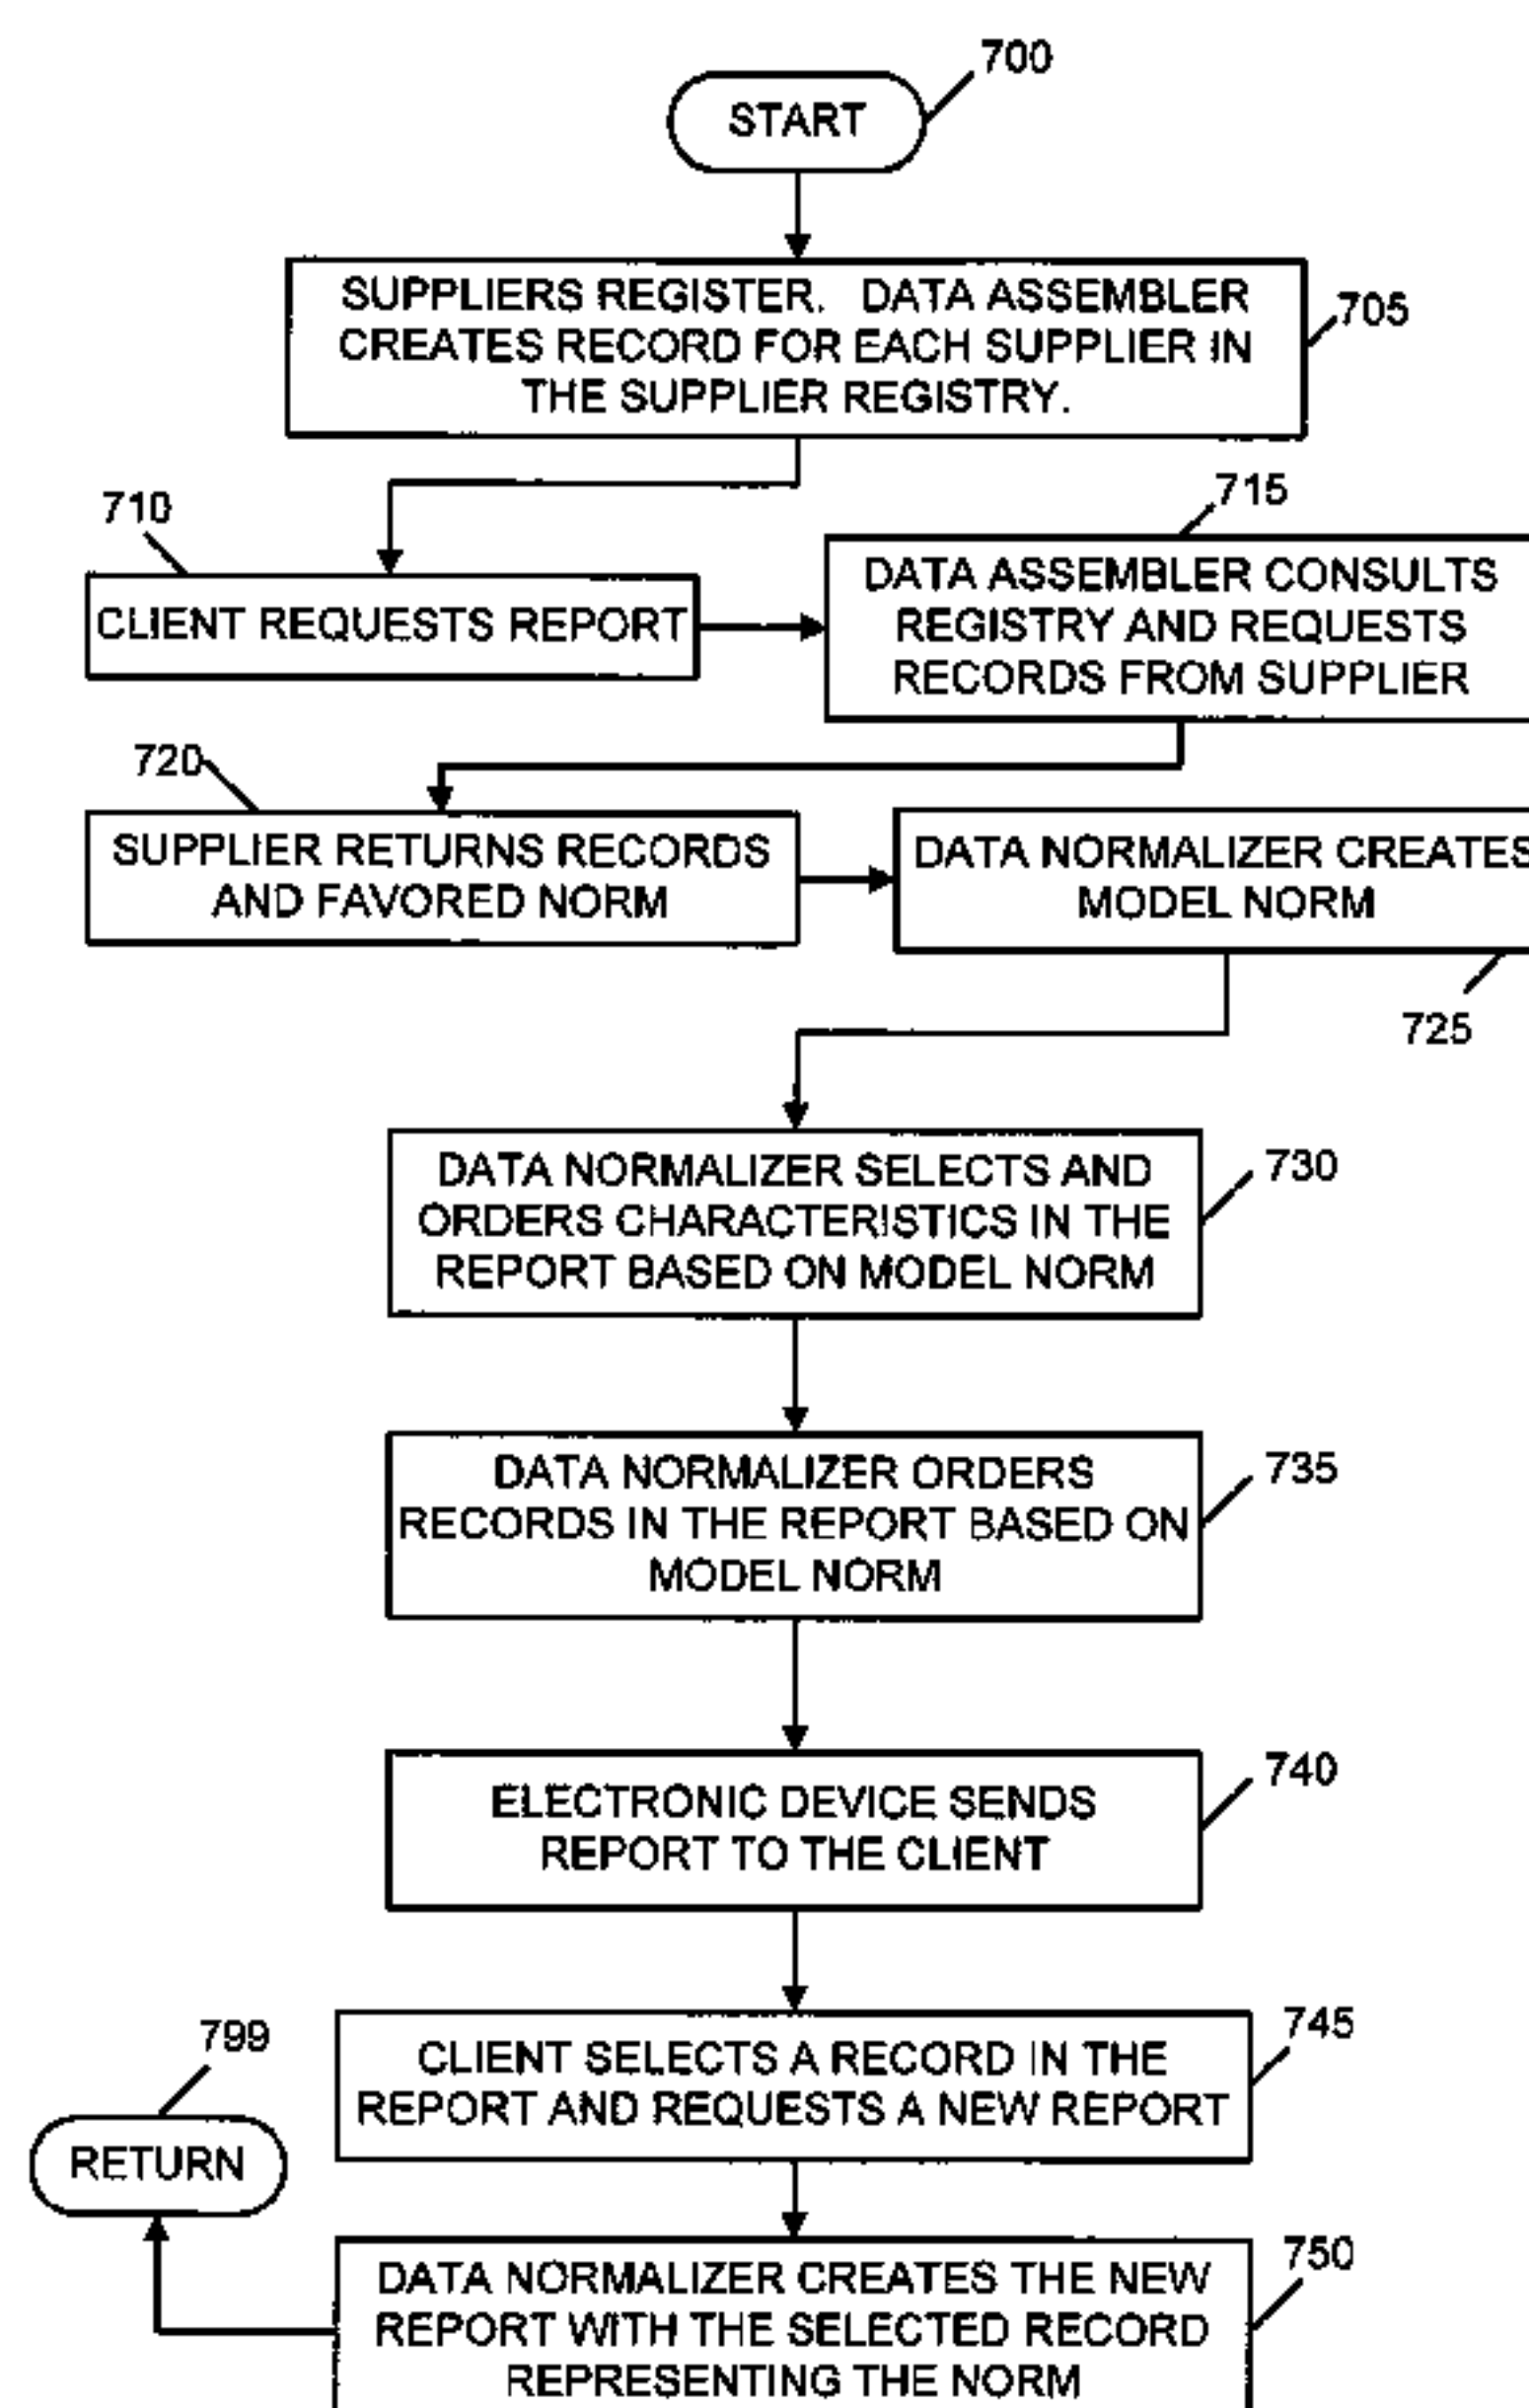 700
START
SUPPLIERS REGISTER. DATA ASSEMBLER
CREATES RECORD FOR EACH SUPPLIER IN
THE SUPPLIER REGISTRY.
705
710
CLIENT REQUESTS REPORT
715
DATA ASSEMBLER CONSULTS
REGISTRY AND REQUESTS
RECORDS FROM SUPPLIER
720
SUPPLIER RETURNS RECORDS
AND FAVORED NORM
DATA NORMALIZER CREATES
MODEL NORM
725
DATA NORMALIZER SELECTS AND
ORDERS CHARACTERISTICS IN THE
REPORT BASED ON MODEL NORM
730
DATA NORMALIZER ORDERS
RECORDS IN THE REPORT BASED ON
MODEL NORM
735
ELECTRONIC DEVICE SENDS
REPORT TO THE CLIENT
740
CLIENT SELECTS A RECORD IN THE
REPORT AND REQUESTS A NEW REPORT
745
799
RETURN
DATA NORMALIZER CREATES THE NEW
REPORT WITH THE SELECTED RECORD
REPRESENTING THE NORM
750